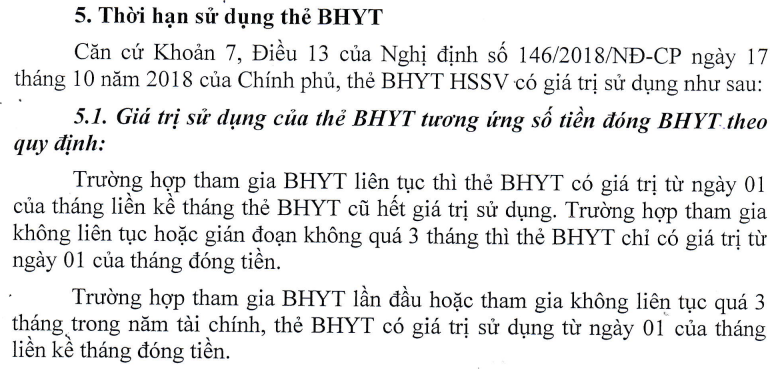 5. Thời hạn sử dụng thẻ BHYT
Căn cứ Khoản 7, Điều 13 của Nghị định số 146/2018/NĐ-CP ngày 17
tháng 10 năm 2018 của Chính phủ, thẻ BHYT HSSV có giá trị sử dụng như sau:
5.1. Giá trị sử dụng của thẻ BHYT tương ứng số tiền đóng BHYT theo
quy định:
Trường hợp tham gia BHYT liên tục thì thẻ BHYT có giá trị từ ngày 01
của tháng liền kề tháng thẻ BHYT cũ hết giá trị sử dụng. Trường hợp tham gia
không liên tục hoặc gián đoạn không quá 3 tháng thì thẻ BHYT chỉ có giá trị từ
ngày 01 của tháng đóng tiền.
Trường hợp tham gia BHYT lần đầu hoặc tham gia không liên tục quá 3
tháng trong năm tài chính, thẻ BHYT có giá trị sử dụng từ ngày 01 của tháng
liền kề tháng đóng tiền.